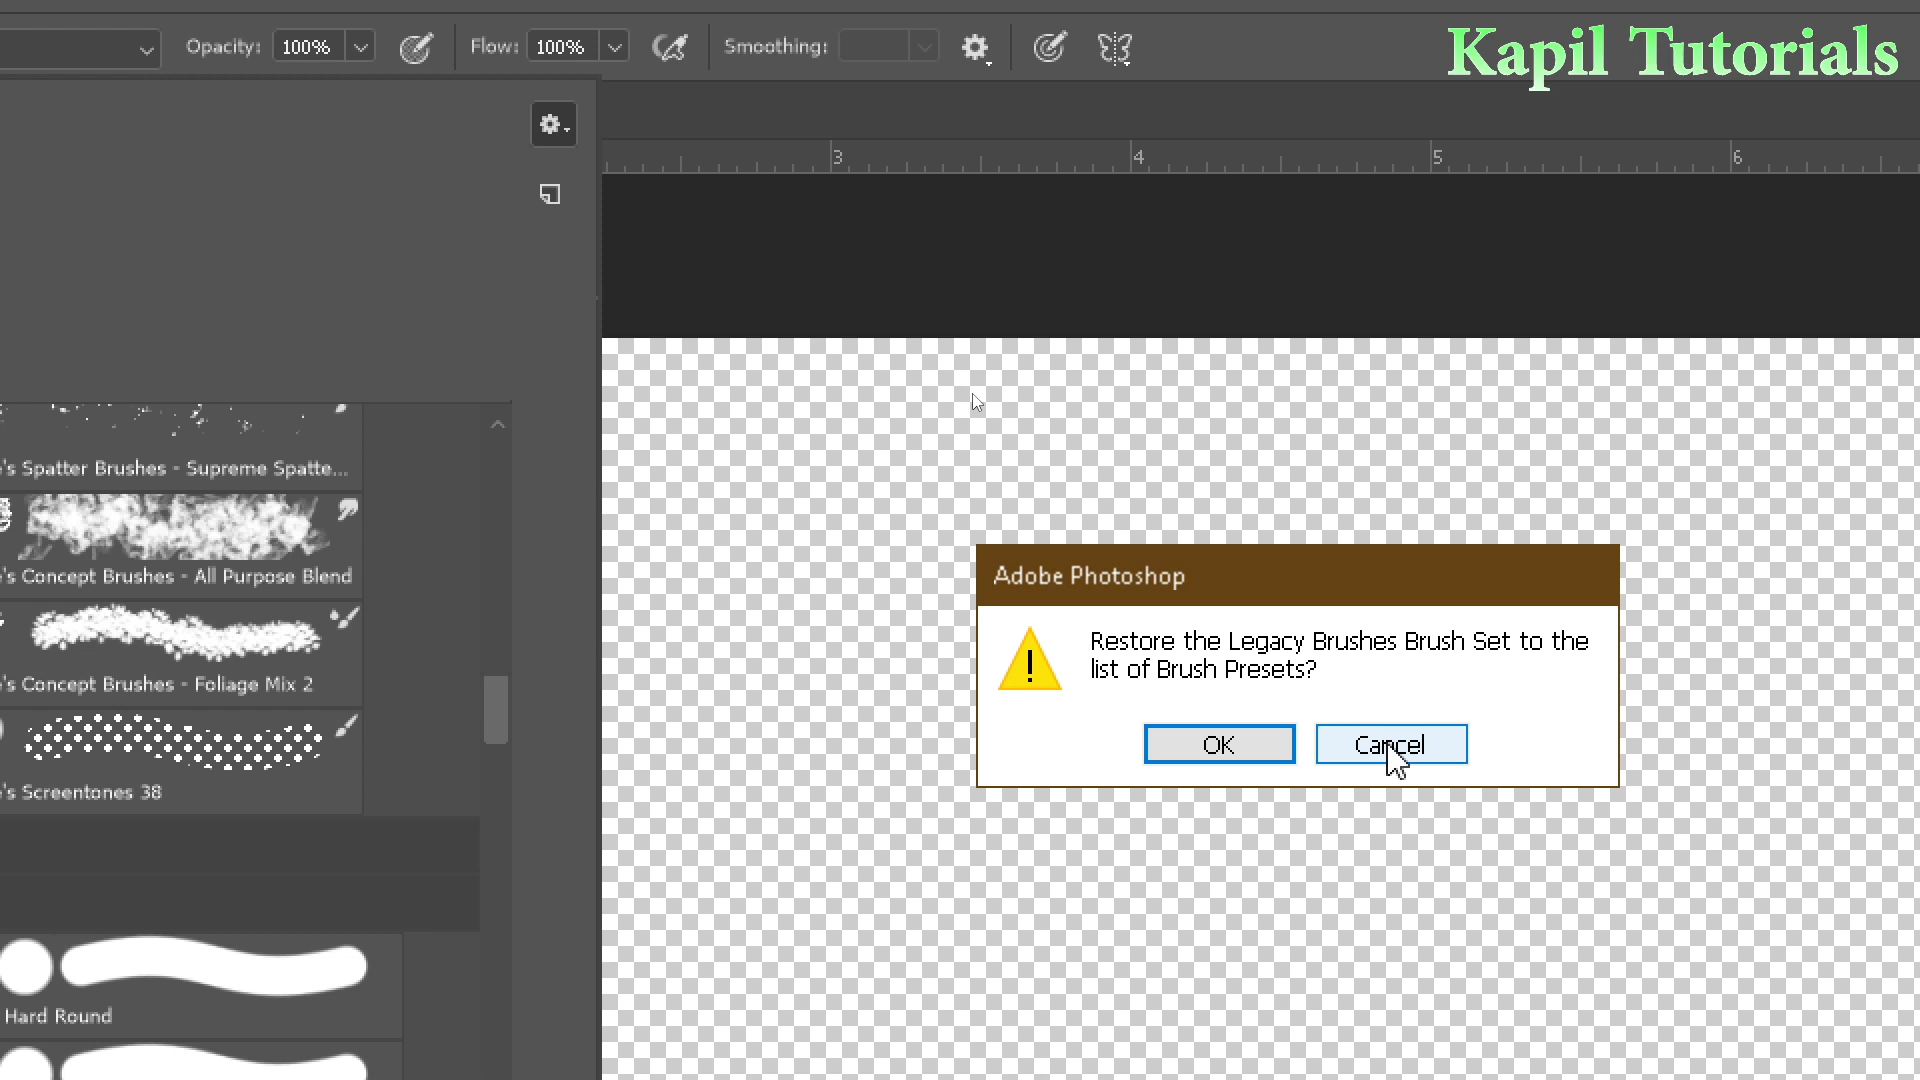 Opacity: 100% Flow: 100% Smoothing:
Kapil Tutorials
3 4 5 6
's Spatter Brushes - Supreme Spatte...
's Concept Brushes - All Purpose Blend
's Concept Brushes - Foliage Mix 2
's Screentones 38
Hard Round
Adobe Photoshop
Restore the Legacy Brushes Brush Set to the
list of Brush Presets?
OK Cancel